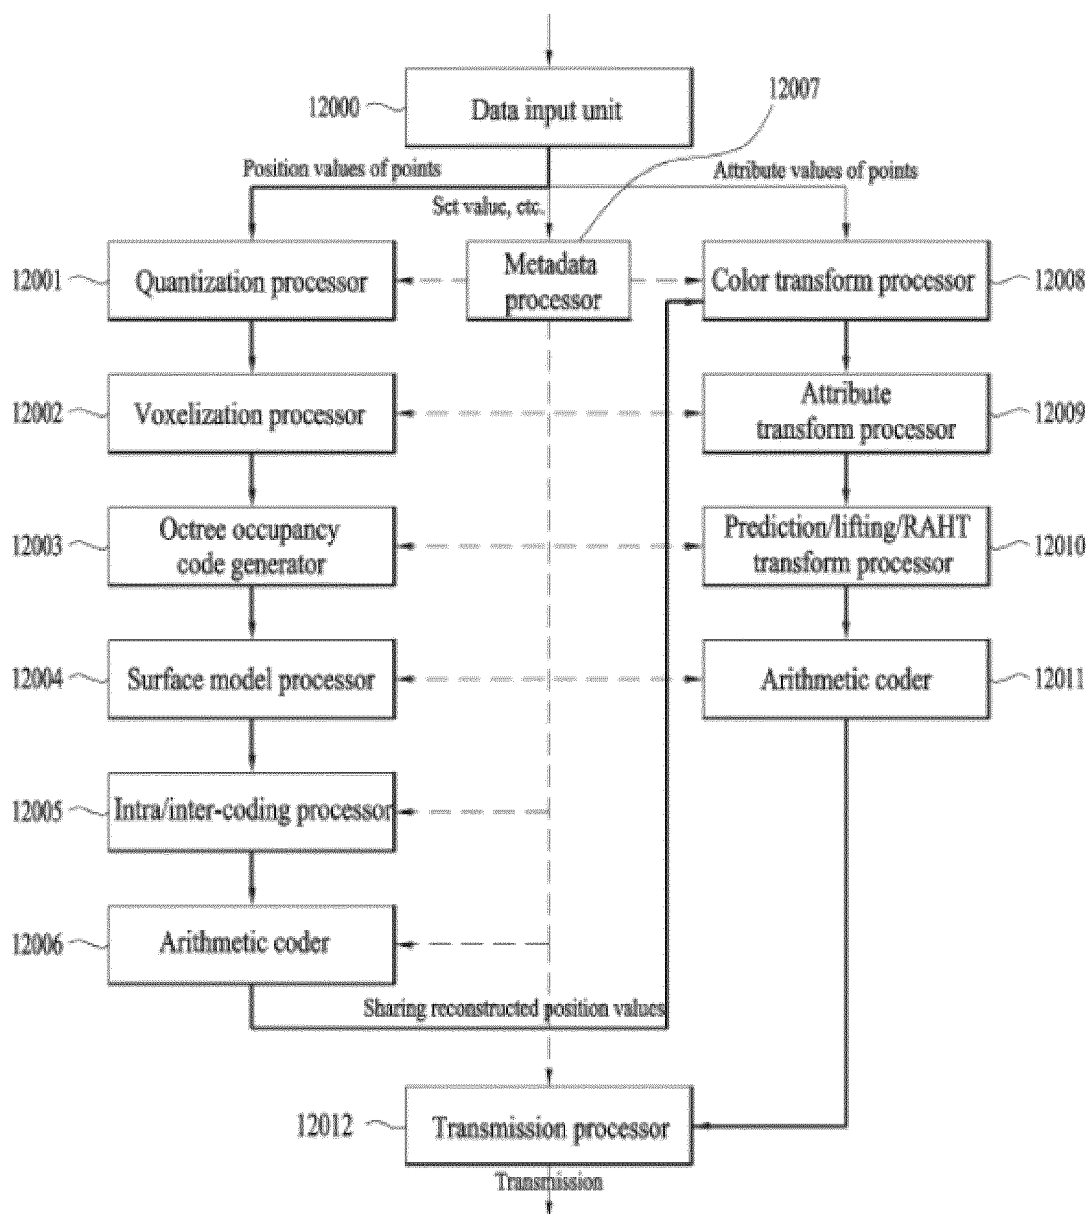 12000
Data input unit
12007
Position values of points
Attribute values of points
Set value, etc.
12001
Quantization processor
Metadata
processor
Color transform processor
12008
12002
Voxelization processor
Attribute
transform processor
12009
12003
Octree occupancy
code generator
Prediction/lifting/RAHT
transform processor
12010
12004
Surface model processor
Arithmetic coder
12011
12005
Intra/inter-coding processor
12006
Arithmetic coder
Sharing reconstructed position values
12012
Transmission processor
Transmission